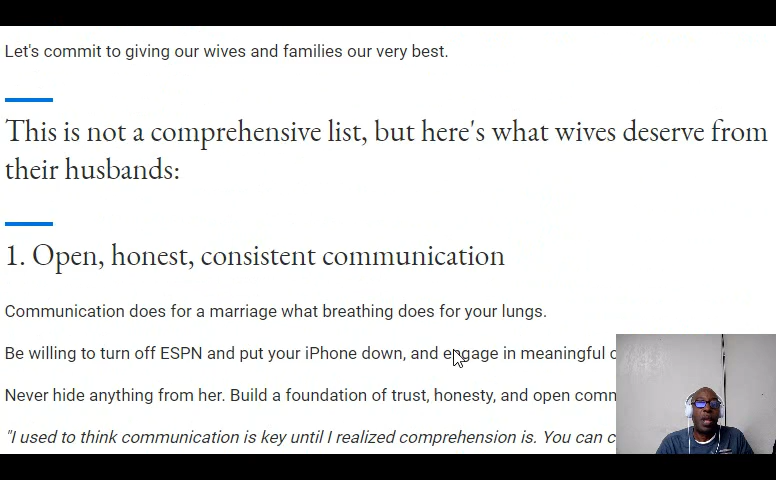 Let's commit to giving our wives and families our very best.
This is not a comprehensive list, but here's what wives deserve from
their husbands:
1. Open, honest, consistent communication
Communication does for a marriage what breathing does for your lungs.
Be willing to turn off ESPN and put your iPhone down, and engage in meaningful
Never hide anything from her. Build a foundation of trust, honesty, and open
"I used to think communication is key until I realized comprehension is. You can